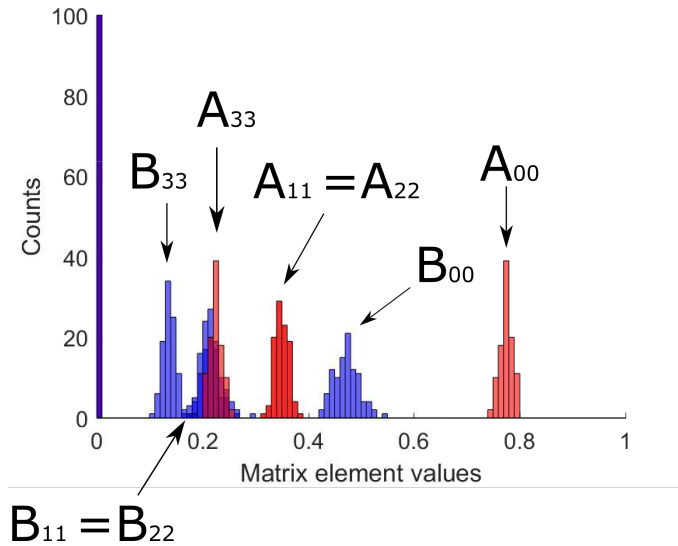 100
80
60
40
20
0
Counts
A33
B33
A11 = A22
A00
B00
0 0.2 0.4 0.6 0.8 1
Matrix element values
B11 = B22